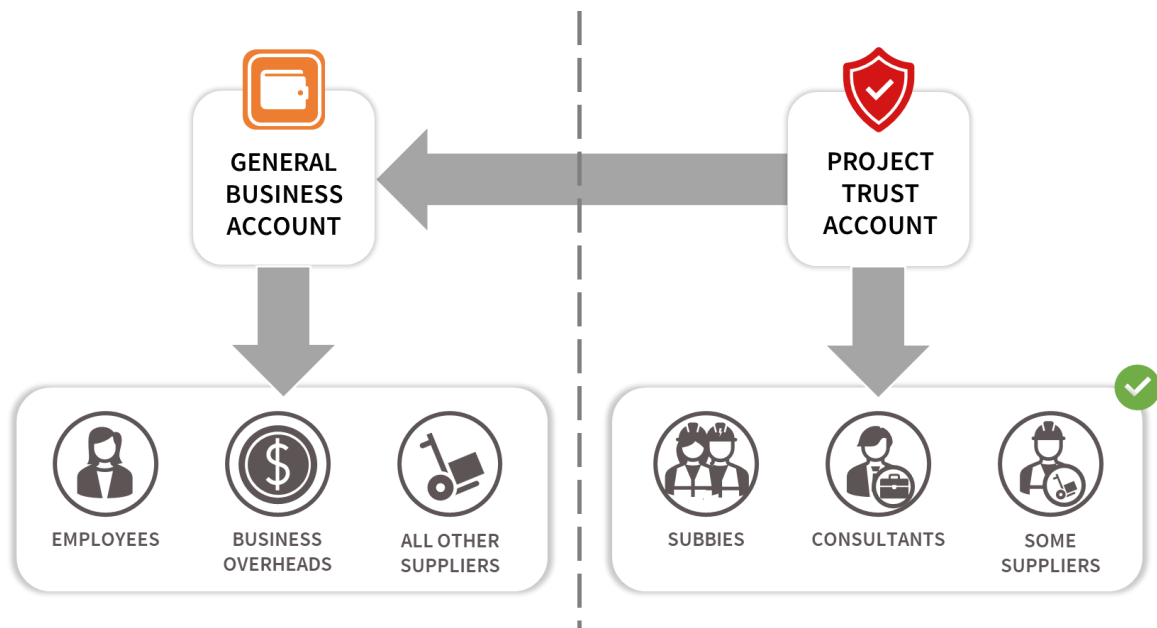 GENERAL
BUSINESS
ACCOUNT
PROJECT
TRUST
ACCOUNT
EMPLOYEES
$
BUSINESS
OVERHEADS
ALL OTHER
SUPPLIERS
SUBBIES
CONSULTANTS
SOME
SUPPLIERS